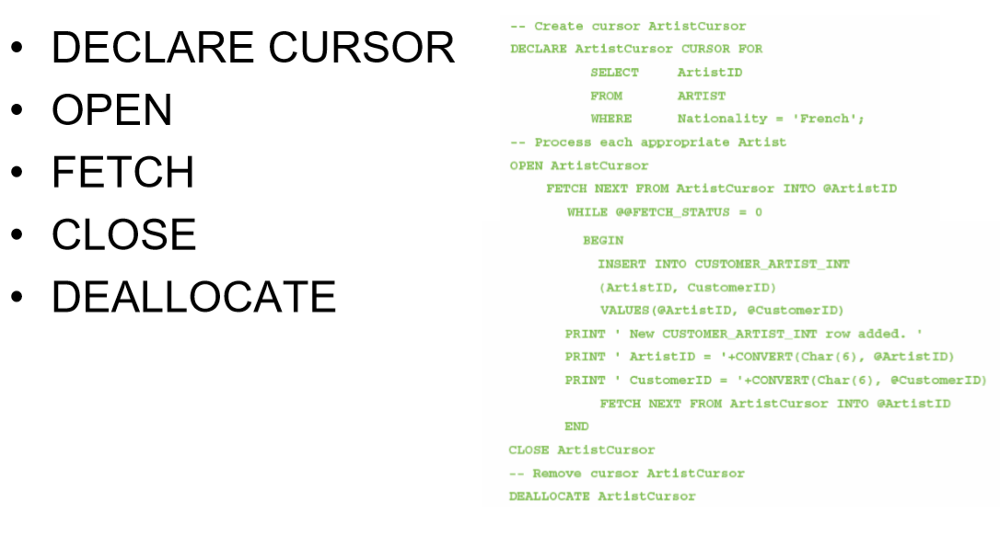 • DECLARE CURSOR
• OPEN
• FETCH
• CLOSE
• DEALLOCATE
-- Create cursor ArtistCursor
DECLARE ArtistCursor CURSOR FOR
SELECT ArtistID
FROM ARTIST
WHERE Nationality = 'French';
-- Process each appropriate Artist
OPEN ArtistCursor
FETCH NEXT FROM ArtistCursor INTO @ArtistID
WHILE @@FETCH_STATUS = 0
BEGIN
INSERT INTO CUSTOMER_ARTIST_INT
(ArtistID, CustomerID)
VALUES(@ArtistID, @CustomerID)
PRINT ' New CUSTOMER_ARTIST_INT row added. '
PRINT ' ArtistID = '+CONVERT(Char(6), @ArtistID)
PRINT ' CustomerID = '+CONVERT(Char(6), @CustomerID)
FETCH NEXT FROM ArtistCursor INTO @ArtistID
END
CLOSE ArtistCursor
-- Remove cursor ArtistCursor
DEALLOCATE ArtistCursor